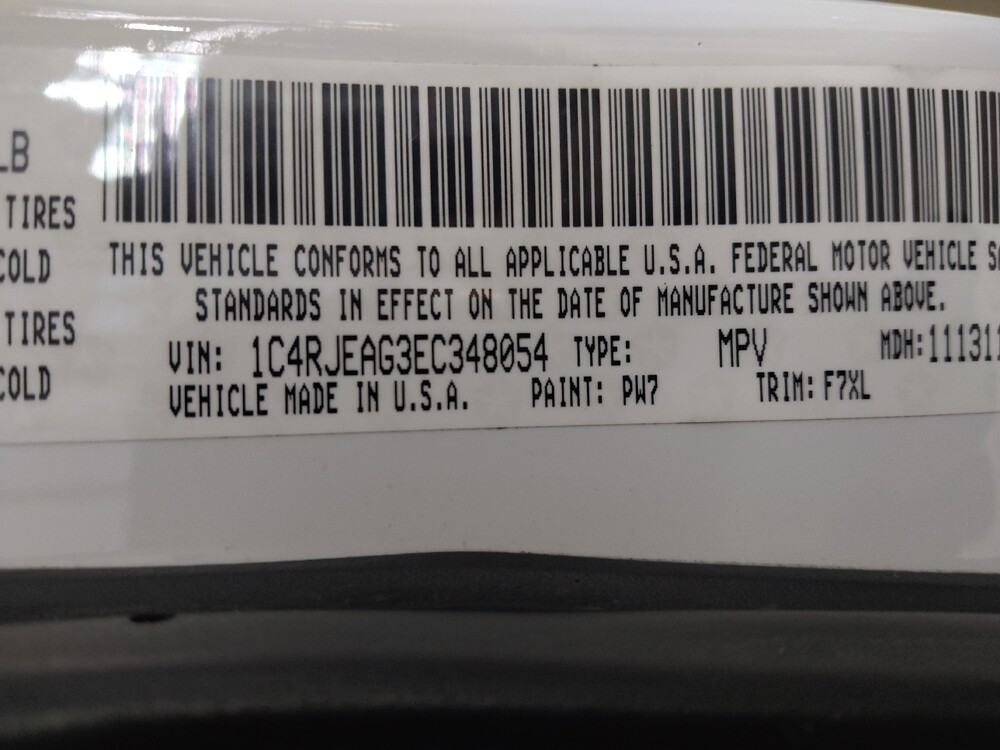 LB
TIRES
COLD
TIRES
COLD
THIS VEHICLE CONFORMS TO ALL APPLICABLE U.S.A. FEDERAL MOTOR VEHICLE
STANDARDS IN EFFECT ON THE DATE OF MANUFACTURE SHOWN ABOVE.
VIN: 1C4RJEAG3EC348054 TYPE: MPV MDH:111311
VEHICLE MADE IN U.S.A. PAINT: PW7 TRIM: F7XL